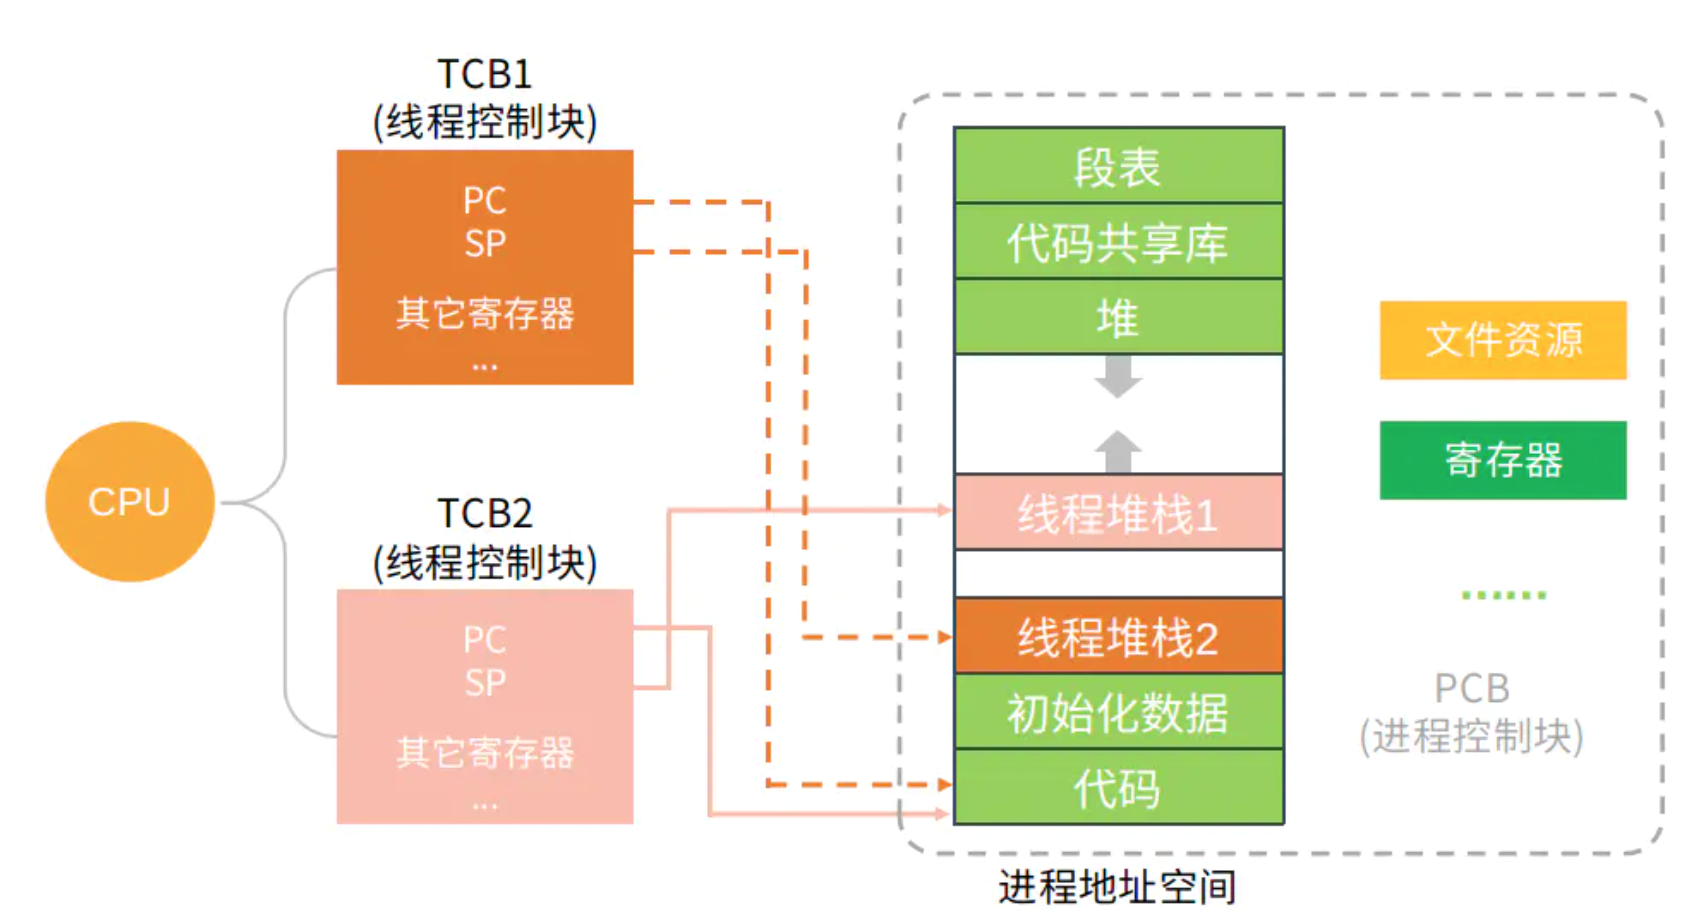 TCB1
(线程控制块)
PC
SP
其它寄存器
...
CPU
TCB2
(线程控制块)
PC
SP
其它寄存器
...
段表
代码共享库
堆
线程堆栈1
线程堆栈2
初始化数据
代码
进程地址空间
文件资源
寄存器
......
PCB
(进程控制块)